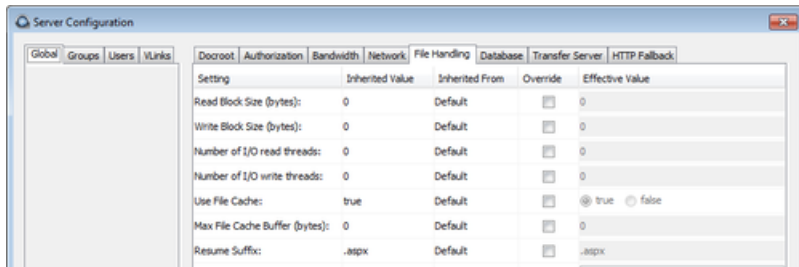 Server Configuration
Global Groups Users VLinks
Docroot Authorization Bandwidth Network File Handling Database Transfer Server HTTP Fallback
Setting Inherited Value Inherited From Override Effective Value
Read Block Size (bytes): 0 Default 0
Write Block Size (bytes): 0 Default 0
Number of I/O read threads: 0 Default 0
Number of I/O write threads: 0 Default 0
Use File Cache: true Default true false
Max File Cache Buffer (bytes): 0 Default 0
Resume Suffix: .aspx Default .aspx